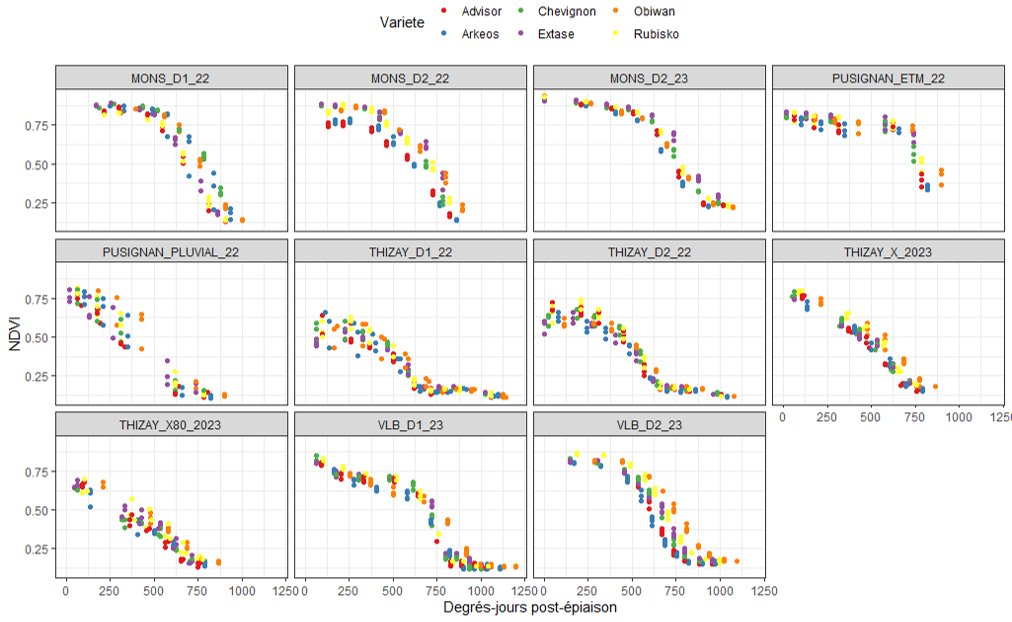 Variete
Advisor Chevignon Obiwan
Arkeos Extase Rubisko
MONS_D1_22 MONS_D2_22 MONS_D2_23 PUSIGNAN_ETM_22
0.75
0.50
0.25
PUSIGNAN_PLUVIAL_22 THIZAY_D1_22 THIZAY_D2_22 THIZAY_X_2023
0.75
0.50
0.25
NDVI
0 250 500 750 1000 125
THIZAY_X80_2023 VLB_D1_23 VLB_D2_23
0.75
0.50
0.25
0 250 500 750 1000 1250 0 250 500 750 1000 1250 0 250 500 750 1000 1250
Degrés-jours post-épiaison